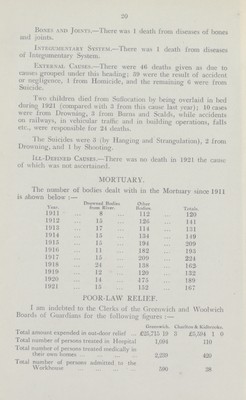 20
BONES AND JOINTS.—There was 1 death from diseases of bones
and joints.
INTEGUMENTARY SYSTEM.—There was 1 death from diseases
of Integumentary System.
EXTERNAL CAUSES.—There were 46 deaths given as due to
causes grouped under this heading; 39 were the result of accident
or negligence, 1 from Homicide, and the remaining 6 were from
Suicide.
Two children died from Suffocation by being overlaid in bed
during 1921 (compared with 3 from this cause last year); 10 cases
were from Drowning, 3 from Burns and Scalds, while accidents
on railways, in vehicular traffic and in building operations, falls
etc., were responsible for 24 deaths.
The Suicides were 3 (by Hanging and Strangulation), 2 from
Drowning, and 1 by Shooting.
ILL-DEFINED CAUSES.—There was no death in 1921 the cause
of which was not ascertained.
MORTUARY.
The number of bodies dealt with in the Mortuary since 1911
is shown below :—
Year. Drowned Bodies from River. Other Bodies. Totals.
1911 ... 8 ... 112 ... 120
1912 ... 15 ... 126 ... 141
1913 ... 17 ... 114 ... 131
1914 ... 15 ... 134 ... 149
1915 ... 15 ... 194 ... 209
1916 ... 11 ... 182 ... 193
1917 ... 15 ... 209 ... 224
1918 ... 24 ... 138 ... 162
1919 ... 12 ... 120 ... 132
1920 ... 14 ... 175 ... 189
1921 ... 15 ... 152 ... 167
POOR-LAW RELIEF.
I am indebted to the Clerks of the Greenwich and Woolwich
Boards of Guardians for the following figures :—
Greenwich. Charlton & Kidbrooke.
Total amount expended in out-door relief ... £25,715 18 £5,594 1 0
Total number of persons treated in Hospital 1,694 110
Total number of persons treated medically in
their own homes ... 2,259 420
Total number of persons admitted to the
Workhouse ... 590 38